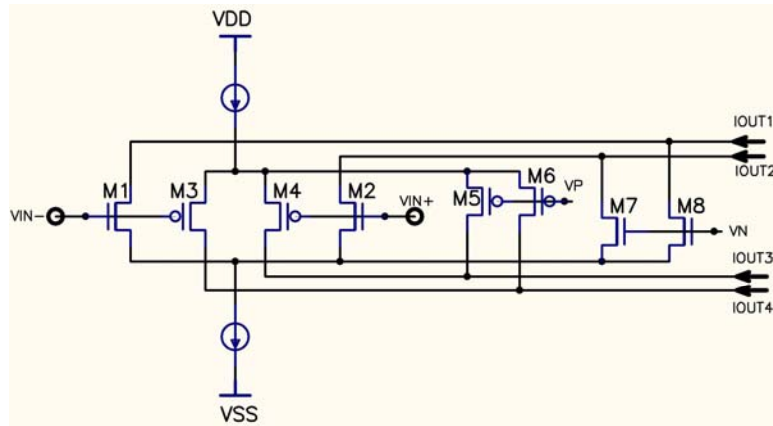 VDD
IOUT1
IOUT2
M1
M3
M4
M2
M5
M6
VP
M7
M8
VIN-
VIN+
VN
IOUT3
IOUT4
VSS